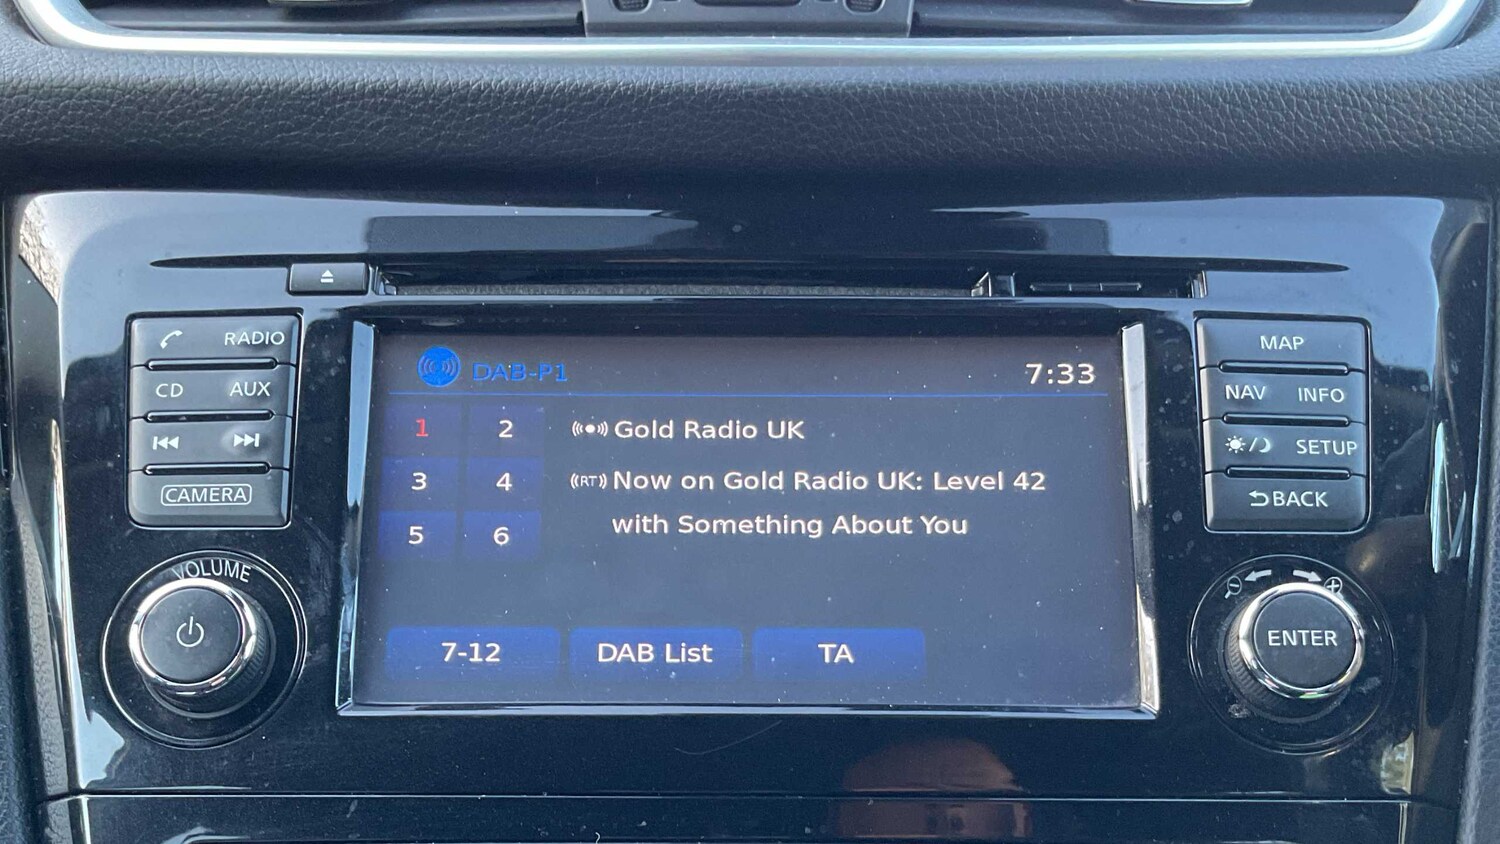 RADIO
CD AUX
CAMERA
VOLUME
DAB-P1 7:33
1 2 Gold Radio UK
3 4 (RT) Now on Gold Radio UK: Level 42
with Something About You
5 6
7-12 DAB List TA
MAP
NAV INFO
/ SETUP
BACK
ENTER